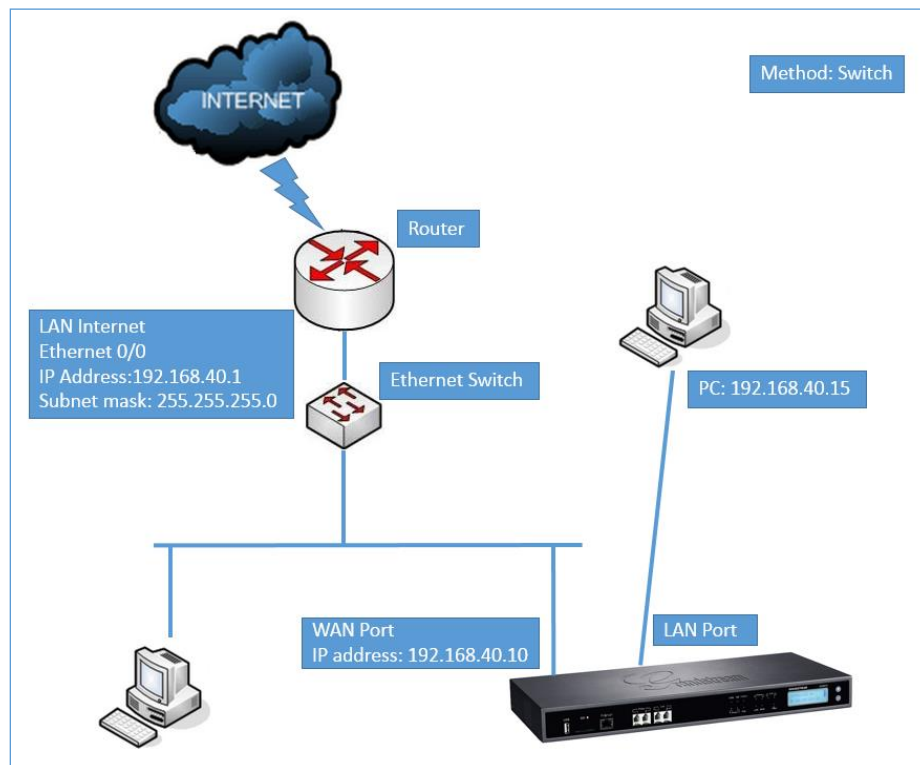 INTERNET
Method: Switch
Router
LAN Internet
Ethernet 0/0
IP Address:192.168.40.1
Subnet mask: 255.255.255.0
Ethernet Switch
PC: 192.168.40.15
WAN Port
IP address: 192.168.40.10
LAN Port
Grandstream